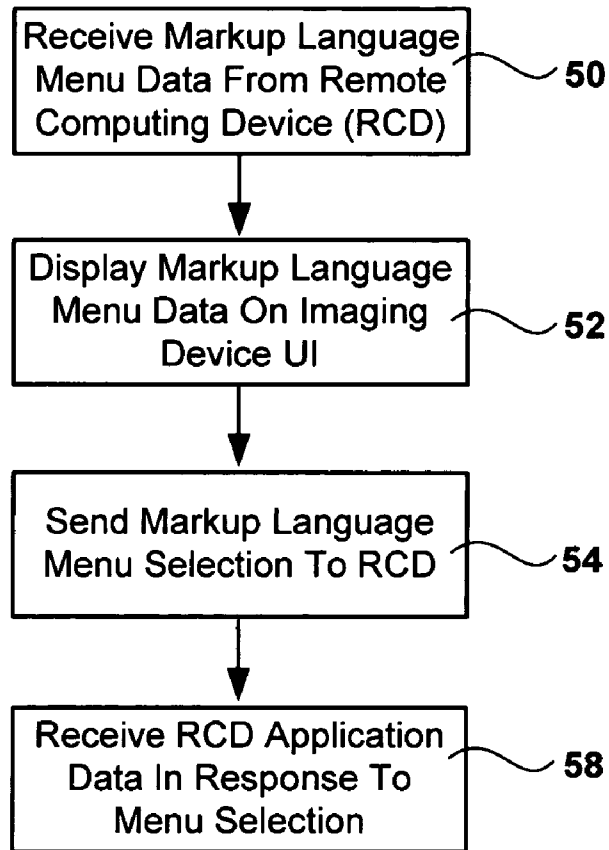 Receive Markup Language
Menu Data From Remote
Computing Device (RCD)
50
Display Markup Language
Menu Data On Imaging
Device UI
52
Send Markup Language
Menu Selection To RCD
54
Receive RCD Application
Data In Response To
Menu Selection
58